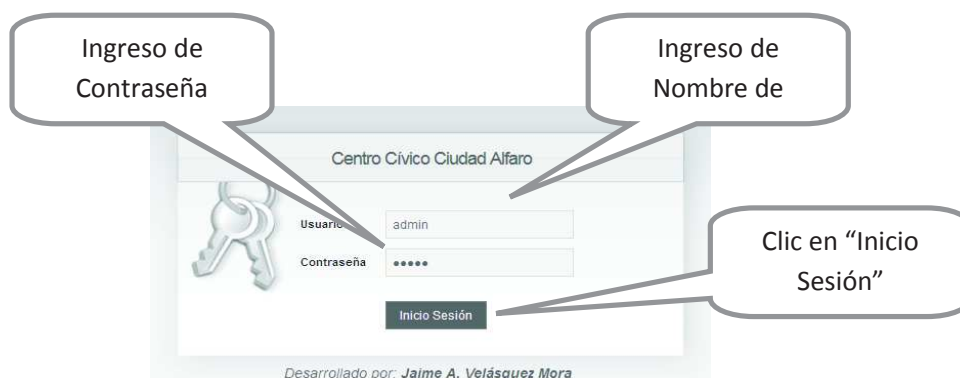 Ingreso de
Contraseña
Ingreso de
Nombre de
Centro Cívico Ciudad Alfaro
Usuario
admin
Contraseña
•••••
Clic en “Inicio
Sesión”
Inicio Sesión
Desarrollado por: Jaime A. Velásquez Mora